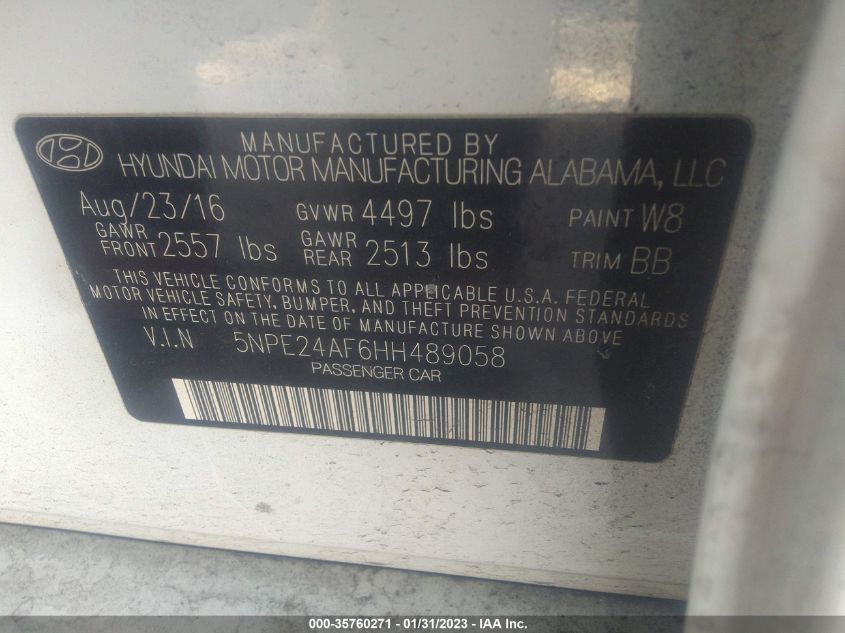 MANUFACTURED BY
HYUNDAI MOTOR MANUFACTURING ALABAMA, LLC
Aug/23/16 GVWR 4497 lbs PAINT W8
GAWR FRONT 2557 lbs GAWR REAR 2513 lbs TRIM BB
THIS VEHICLE CONFORMS TO ALL APPLICABLE U.S.A. FEDERAL
MOTOR VEHICLE SAFETY, BUMPER, AND THEFT PREVENTION STANDARDS
IN EFFECT ON THE DATE OF MANUFACTURE SHOWN ABOVE
V.I.N 5NPE24AF6HH489058
PASSENGER CAR
000-35760271 - 01/31/2023 - IAA Inc.